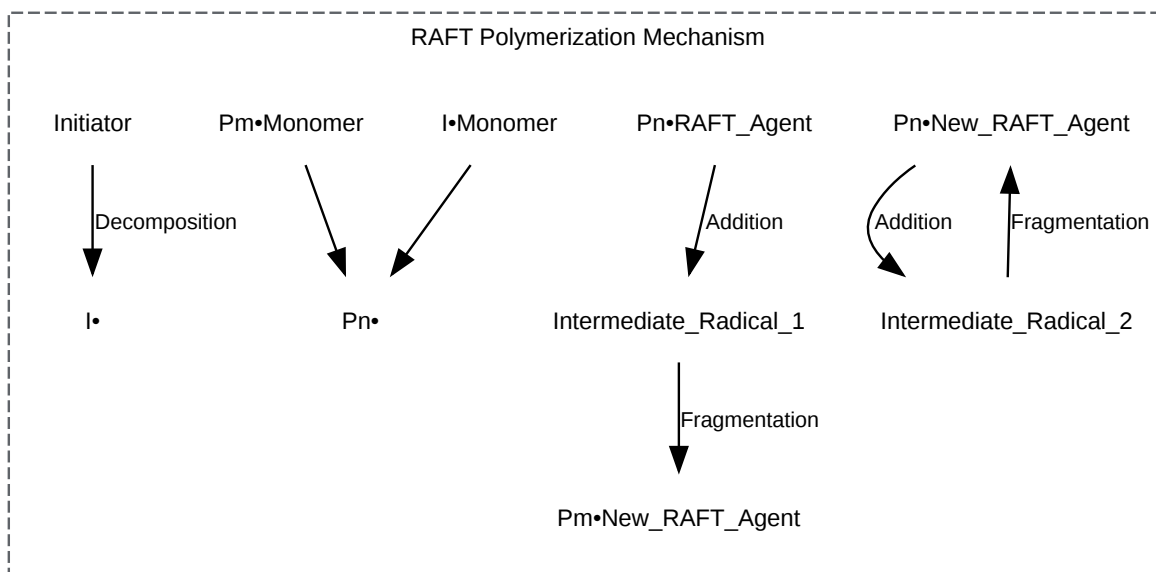 RAFT Polymerization Mechanism
Initiator
Pm•Monomer
I•Monomer
Pn•RAFT_Agent
Pn•New_RAFT_Agent
Decomposition
Addition
Addition
Fragmentation
I•
Pn•
Intermediate_Radical_1
Intermediate_Radical_2
Fragmentation
Pm•New_RAFT_Agent